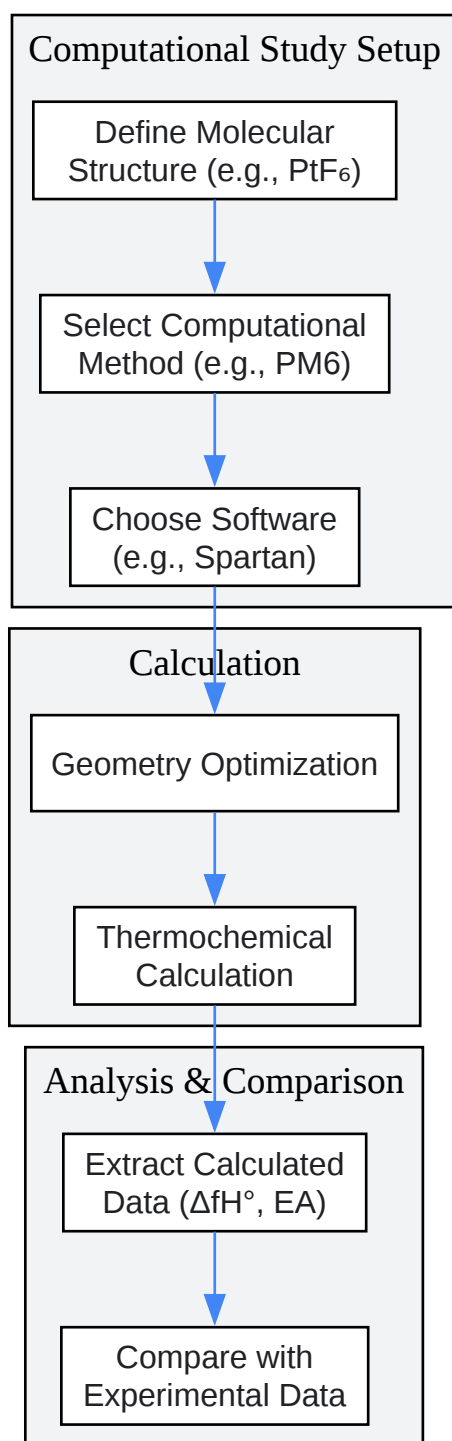 Computational Study Setup
Define Molecular
Structure (e.g., PtF₆)
Select Computational
Method (e.g., PM6)
Choose Software
(e.g., Spartan)
Calculation
Geometry Optimization
Thermochemical
Calculation
Analysis & Comparison
Extract Calculated
Data (ΔfH°, EA)
Compare with
Experimental Data